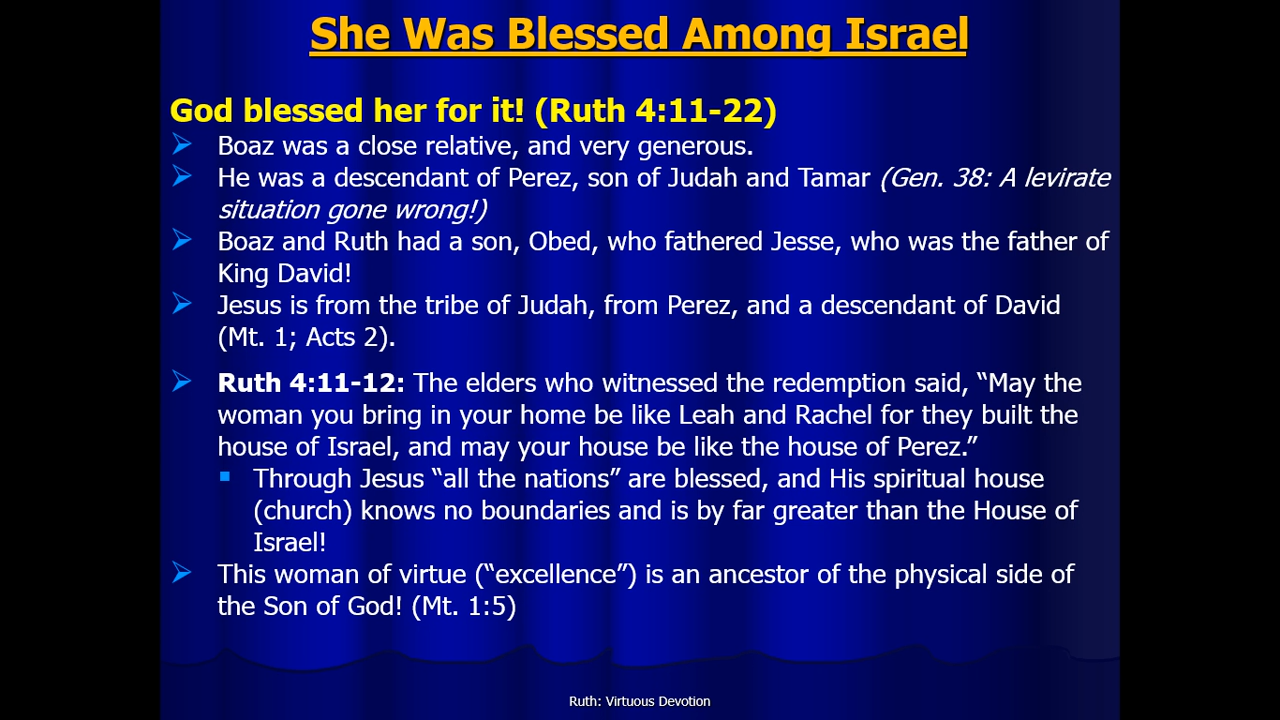 She Was Blessed Among Israel
God blessed her for it! (Ruth 4:11-22)
Boaz was a close relative, and very generous.
He was a descendant of Perez, son of Judah and Tamar (Gen. 38: A levirate
situation gone wrong!)
Boaz and Ruth had a son, Obed, who fathered Jesse, who was the father of
King David!
Jesus is from the tribe of Judah, from Perez, and a descendant of David
(Mt. 1; Acts 2).
Ruth 4:11-12: The elders who witnessed the redemption said, “May the
woman you bring in your home be like Leah and Rachel for they built the
house of Israel, and may your house be like the house of Perez.”
Through Jesus “all the nations” are blessed, and His spiritual house
(church) knows no boundaries and is by far greater than the House of
Israel!
This woman of virtue (“excellence”) is an ancestor of the physical side of
the Son of God! (Mt. 1:5)
Ruth: Virtuous Devotion